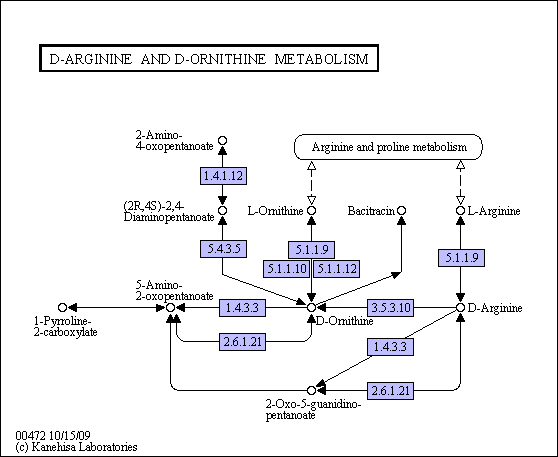 D-ARGININE AND D-ORNITHINE METABOLISM
2-Amino-
4-oxopentanoate
Arginine and proline metabolism
1.4.1.12
(2R,4S)-2,4-
Diaminopentanoate
L-Ornithine
Bacitracin
L-Arginine
5.4.3.5
5.1.1.9
5.1.1.10
5.1.1.12
5.1.1.9
5-Amino-
2-oxopentanoate
1.4.3.3
3.5.3.10
1-Pyrroline-
2-carboxylate
D-Ornithine
D-Arginine
2.6.1.21
1.4.3.3
2.6.1.21
2-Oxo-5-guanidino-
pentanoate
00472 10/15/09
(c) Kanehisa Laboratories